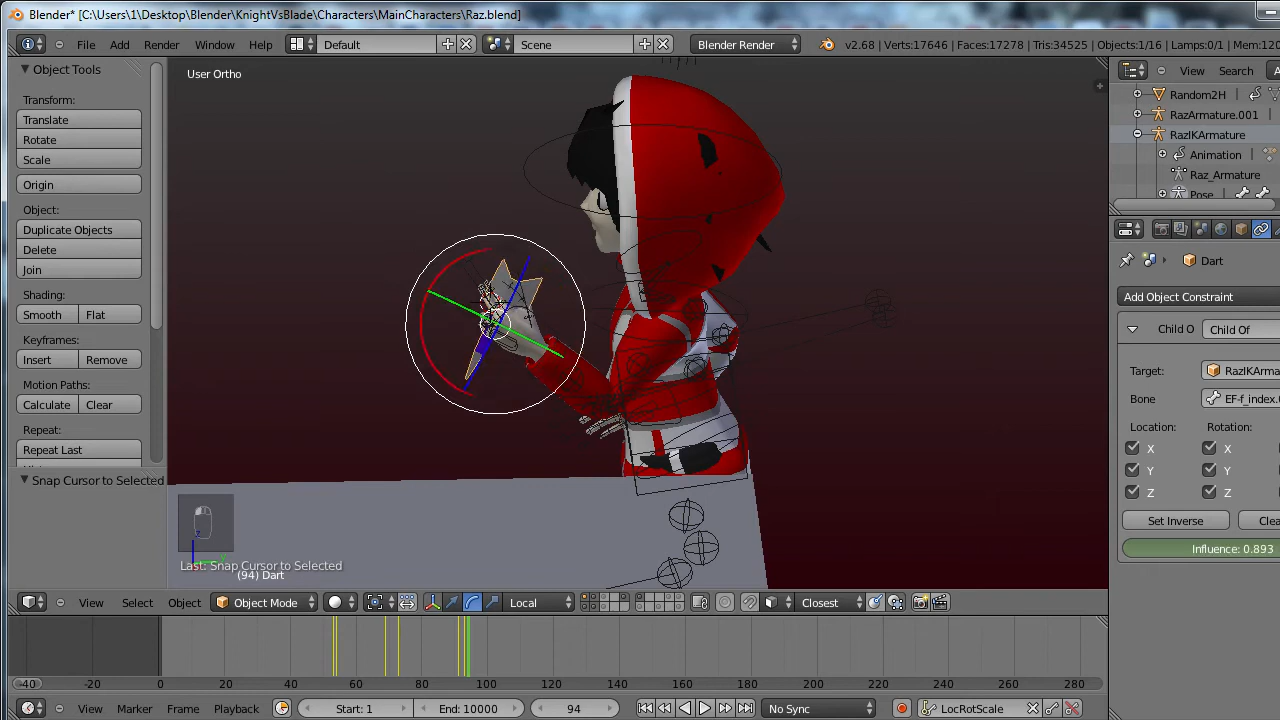 Blender* [C:\Users\1\Desktop\Blender\KnightVsBlade\Characters\MainCharacters\Raz.blend]
File Add Render Window Help Default Scene Blender Render v2.68 | Verts:17646 | Faces:17278 | Tris:34525 | Objects:1/16 | Lamps:0/1 |
Object Tools
Transform:
Translate
Rotate
Scale
Origin
Object:
Duplicate Objects
Delete
Join
Shading:
Smooth Flat
Keyframes:
Insert Remove
Motion Paths:
Calculate Clear
Repeat:
Repeat Last
Snap Cursor to Selected
User Ortho
Last: Snap Cursor to Selected
(94) Dart
View Search
Random2H
RazArmature.001
RazIKArmature
Animation
Raz_Armature
Pose
Dart
Add Object Constraint
Child O Child Of
Target: RazIKArma
Bone EF-f_index.
Location: Rotation:
X X
Y Y
Z Z
Set Inverse Clea
Influence: 0.893
View Select Object Object Mode Local Closest
-40 -20 0 20 40 60 80 100 120 140 160 180 200 220 240 260 280
View Marker Frame Playback Start: 1 End: 10000 94 No Sync LocRotScale